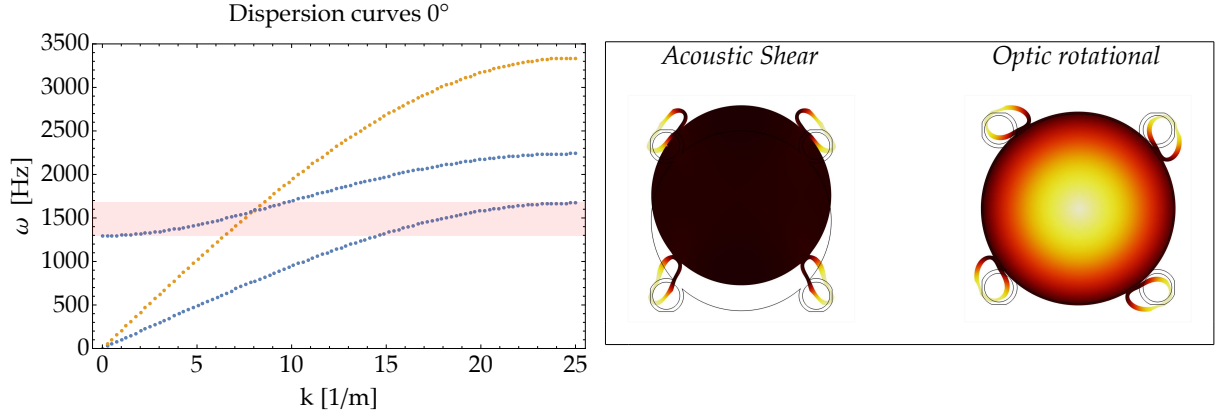 Dispersion curves 0°
3500
3000
2500
2000
1500
1000
500
0
ω [Hz]
0 5 10 15 20 25
k [1/m]
Acoustic Shear
Optic rotational